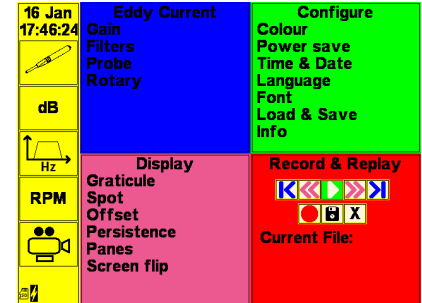 16 Jan
17:46:24
dB
Hz
RPM
Eddy Current
Gain
Filters
Probe
Rotary
Configure
Colour
Power save
Time & Date
Language
Font
Load & Save
Info
Display
Graticule
Spot
Offset
Persistence
Panes
Screen flip
Record & Replay
X
Current File: